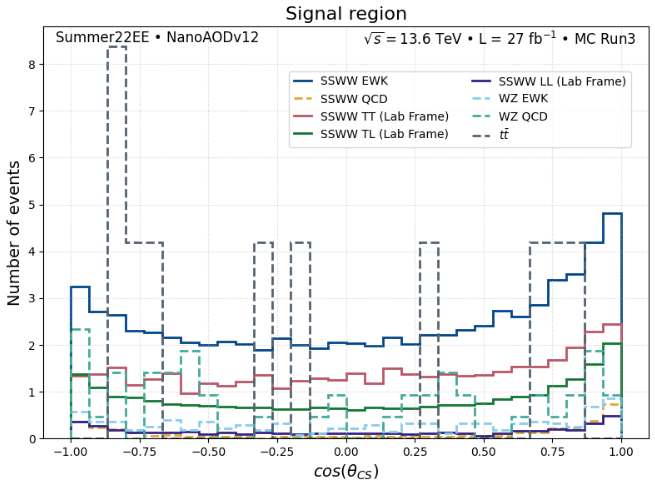 Signal region
Summer22EE • NanoAODv12
√s = 13.6 TeV • L = 27 fb⁻¹ • MC Run3
SSWW EWK
SSWW QCD
SSWW TT (Lab Frame)
SSWW TL (Lab Frame)
SSWW LL (Lab Frame)
WZ EWK
WZ QCD
tt̄
Number of events
8
7
6
5
4
3
2
1
0
−1.00 −0.75 −0.50 −0.25 0.00 0.25 0.50 0.75 1.00
cos(θ_CS)